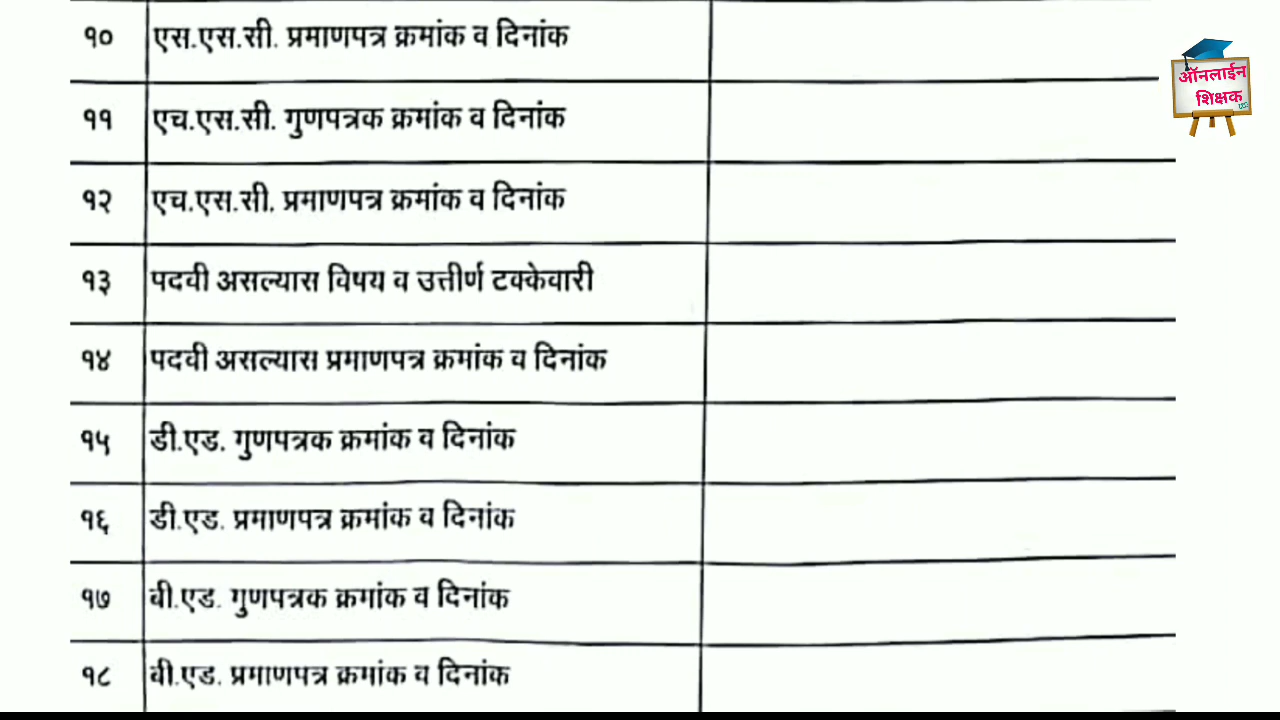 १० एस.एस.सी. प्रमाणपत्र क्रमांक व दिनांक
ऑनलाईन
शिक्षक
११ एच.एस.सी. गुणपत्रक क्रमांक व दिनांक
१२ एच.एस.सी. प्रमाणपत्र क्रमांक व दिनांक
१३ पदवी असल्यास विषय व उत्तीर्ण टक्केवारी
१४ पदवी असल्यास प्रमाणपत्र क्रमांक व दिनांक
१५ डी.एड. गुणपत्रक क्रमांक व दिनांक
१६ डी.एड. प्रमाणपत्र क्रमांक व दिनांक
१७ बी.एड. गुणपत्रक क्रमांक व दिनांक
१८ बी.एड. प्रमाणपत्र क्रमांक व दिनांक